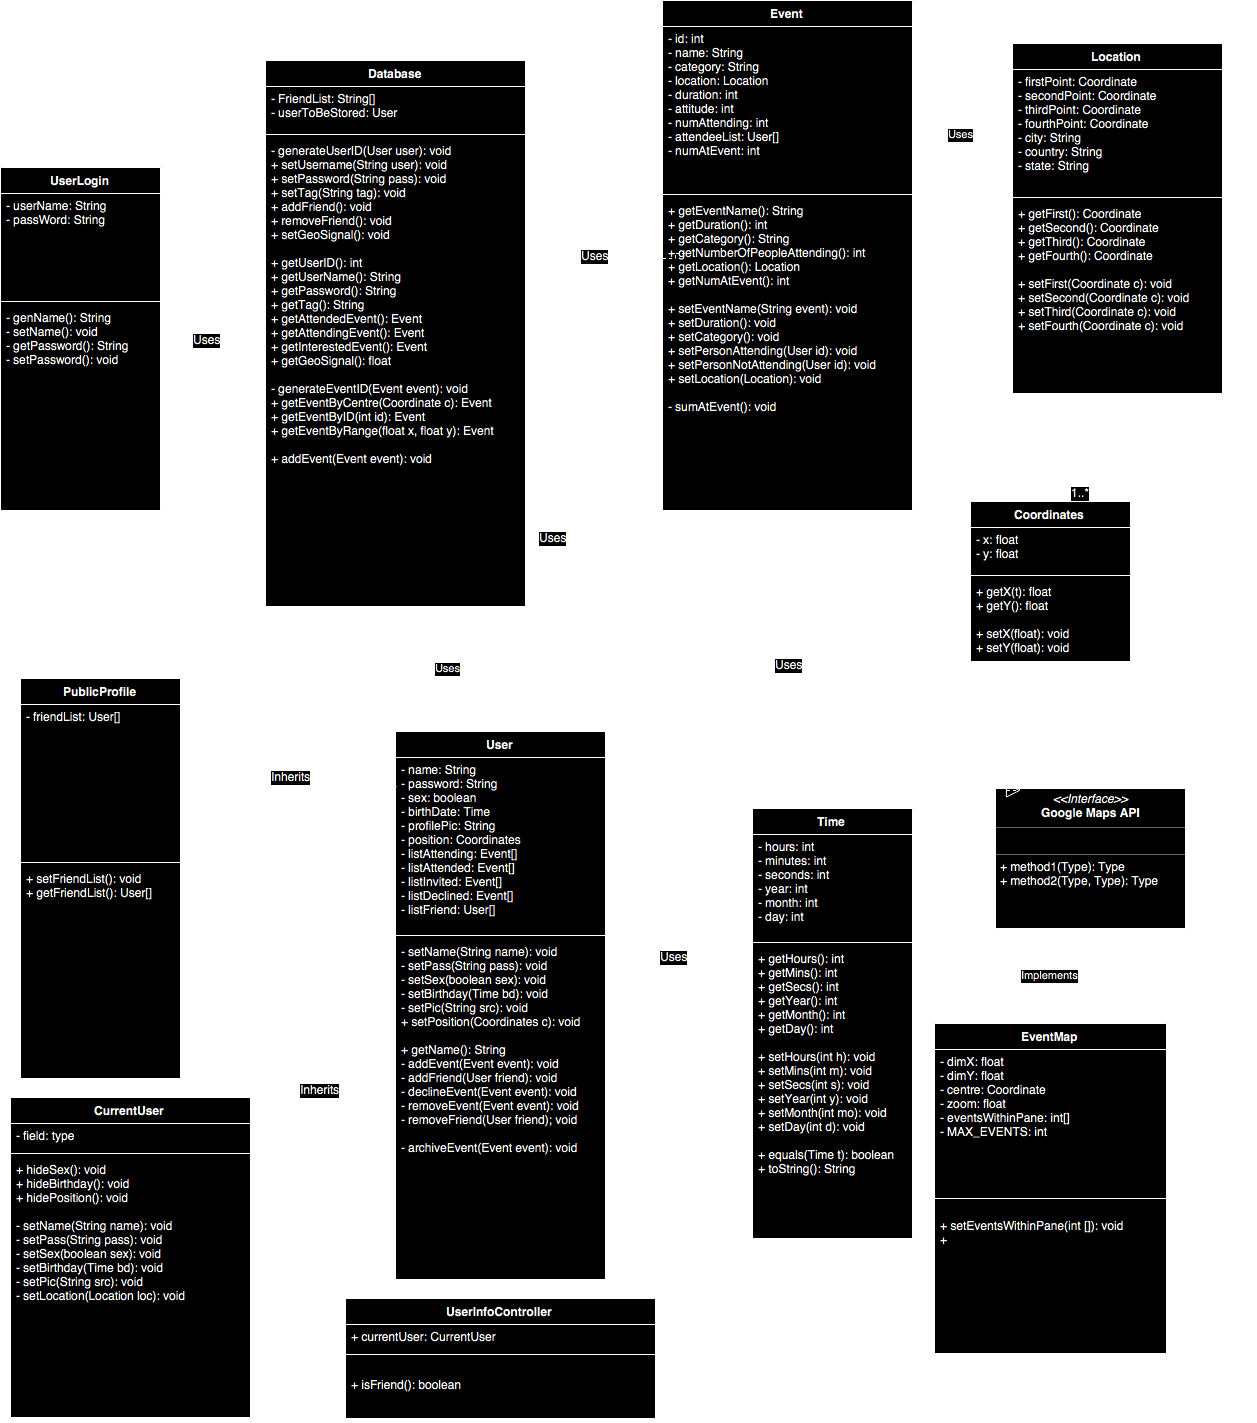 Event
- id: int
- name: String
- category: String
- location: Location
- duration: int
- attitude: int
- numAttending: int
- attendeeList: User[]
- numAtEvent: int
+ getEventName(): String
+ getDuration(): int
+ getCategory(): String
+ getNumberOfPeopleAttending(): int
+ getLocation(): Location
+ getNumAtEvent(): int
+ setEventName(String event): void
+ setDuration(): void
+ setCategory(): void
+ setPersonAttending(User id): void
+ setPersonNotAttending(User id): void
+ setLocation(Location): void
- sumAtEvent(): void
Location
- firstPoint: Coordinate
- secondPoint: Coordinate
- thirdPoint: Coordinate
- fourthPoint: Coordinate
- city: String
- country: String
- state: String
+ getFirst(): Coordinate
+ getSecond(): Coordinate
+ getThird(): Coordinate
+ getFourth(): Coordinate
+ setFirst(Coordinate c): void
+ setSecond(Coordinate c): void
+ setThird(Coordinate c): void
+ setFourth(Coordinate c): void
Uses
Database
- FriendList: String[]
- userToBeStored: User
- generateUserID(User user): void
+ setUsername(String user): void
+ setPassword(String pass): void
+ setTag(String tag): void
+ addFriend(): void
+ removeFriend(): void
+ setGeoSignal(): void
+ getUserID(): int
+ getUserName(): String
+ getPassword(): String
+ getTag(): String
+ getAttendedEvent(): Event
+ getAttendingEvent(): Event
+ getInterestedEvent(): Event
+ getGeoSignal(): float
- generateEventID(Event event): void
+ getEventByCentre(Coordinate c): Event
+ getEventByID(int id): Event
+ getEventByRange(float x, float y): Event
+ addEvent(Event event): void
UserLogin
- userName: String
- passWord: String
- genName(): String
- setName(): void
- getPassword(): String
- setPassword(): void
Uses
Uses
Uses
1..*
Coordinates
- x: float
- y: float
+ getX(t): float
+ getY(): float
+ setX(float): void
+ setY(float): void
Uses
Uses
PublicProfile
- friendList: User[]
+ setFriendList(): void
+ getFriendList(): User[]
Inherits
User
- name: String
- password: String
- sex: boolean
- birthDate: Time
- profilePic: String
- position: Coordinates
- listAttending: Event[]
- listAttended: Event[]
- listInvited: Event[]
- listDeclined: Event[]
- listFriend: User[]
- setName(String name): void
- setPass(String pass): void
- setSex(boolean sex): void
- setBirthday(Time bd): void
- setPic(String src): void
+ setPosition(Coordinates c): void
+ getName(): String
- addEvent(Event event): void
- addFriend(User friend): void
- declineEvent(Event event): void
- removeEvent(Event event): void
- removeFriend(User friend); void
- archiveEvent(Event event): void
Uses
Time
- hours: int
- minutes: int
- seconds: int
- year: int
- month: int
- day: int
+ getHours(): int
+ getMins(): int
+ getSecs(): int
+ getYear(): int
+ getMonth(): int
+ getDay(): int
+ setHours(int h): void
+ setMins(int m): void
+ setSecs(int s): void
+ setYear(int y): void
+ setMonth(int mo): void
+ setDay(int d): void
+ equals(Time t): boolean
+ toString(): String
<<Interface>>
Google Maps API
+ method1(Type): Type
+ method2(Type, Type): Type
Implements
EventMap
- dimX: float
- dimY: float
- centre: Coordinate
- zoom: float
- eventsWithinPane: int[]
- MAX_EVENTS: int
+ setEventsWithinPane(int []): void
+
Inherits
CurrentUser
- field: type
+ hideSex(): void
+ hideBirthday(): void
+ hidePosition(): void
- setName(String name): void
- setPass(String pass): void
- setSex(boolean sex): void
- setBirthday(Time bd): void
- setPic(String src): void
- setLocation(Location loc): void
UserInfoController
+ currentUser: CurrentUser
+ isFriend(): boolean